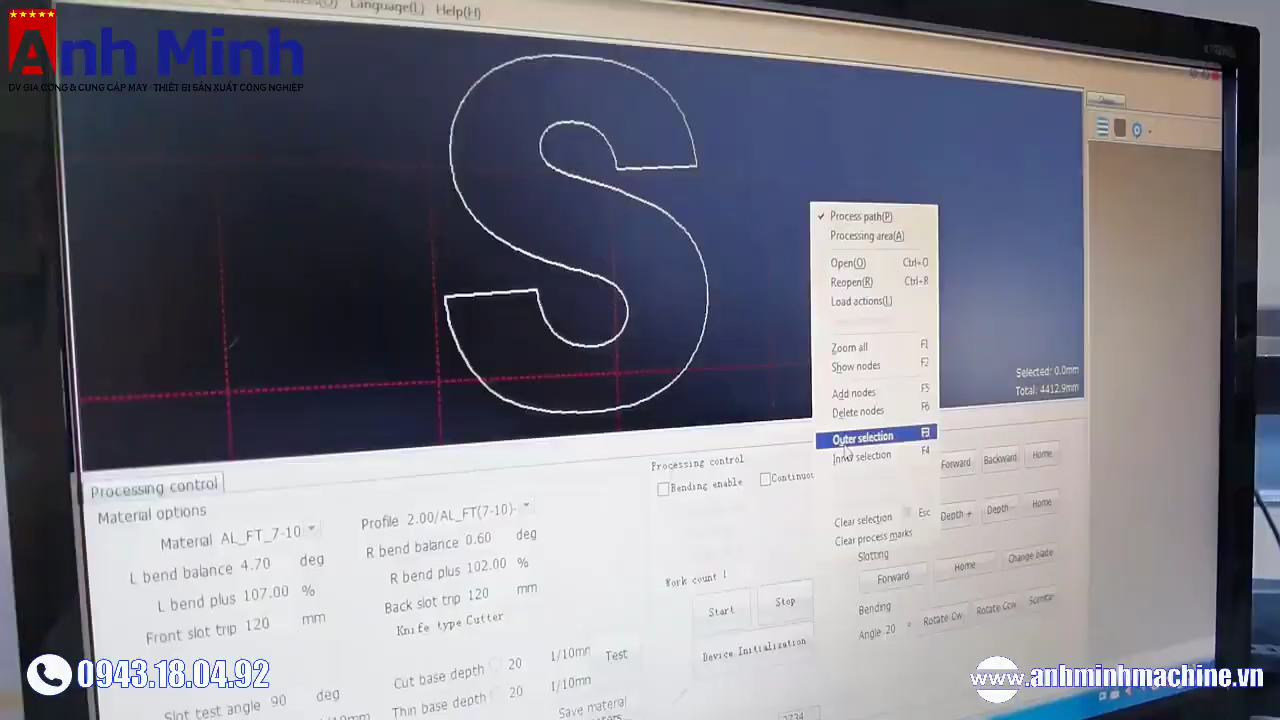 Anh Minh
DV GIA CÔNG & CUNG CẤP MÁY - THIẾT BỊ SẢN XUẤT CÔNG NGHIỆP
Language(L) Help(H)
Process path(P)
Processing area(A)
Open(O) Ctrl+O
Reopen(R) Ctrl+R
Load actions(L)
Zoom all F1
Show nodes F2
Add nodes F5
Delete nodes F6
Outer selection F3
Inner selection F4
Clear selection Esc
Clear process marks
Selected: 0.0mm
Total: 4412.9mm
Processing control
Material options
Material AL_FT_7-10
Profile 2.00/AL_FT(7-10)-
L bend balance 4.70 deg
R bend balance 0.60 deg
L bend plus 107.00 %
R bend plus 102.00 %
Front slot trip 120 mm
Back slot trip 120 mm
Knife type Cutter
Cut base depth 20 1/10mm Test
Slot test angle 90 deg
Thin base depth 20 1/10mm
Save material
Processing control
Bending enable Continuot
Work count 1
Start Stop
Device Initialization
Forward Backward Home
Depth + Depth- Home
Slotting
Forward Home Change blade
Bending
Angle 20 ° Rotate Cw Rotate Ccw Scimitar
0943.18.04.92
www.anhminhmachine.vn